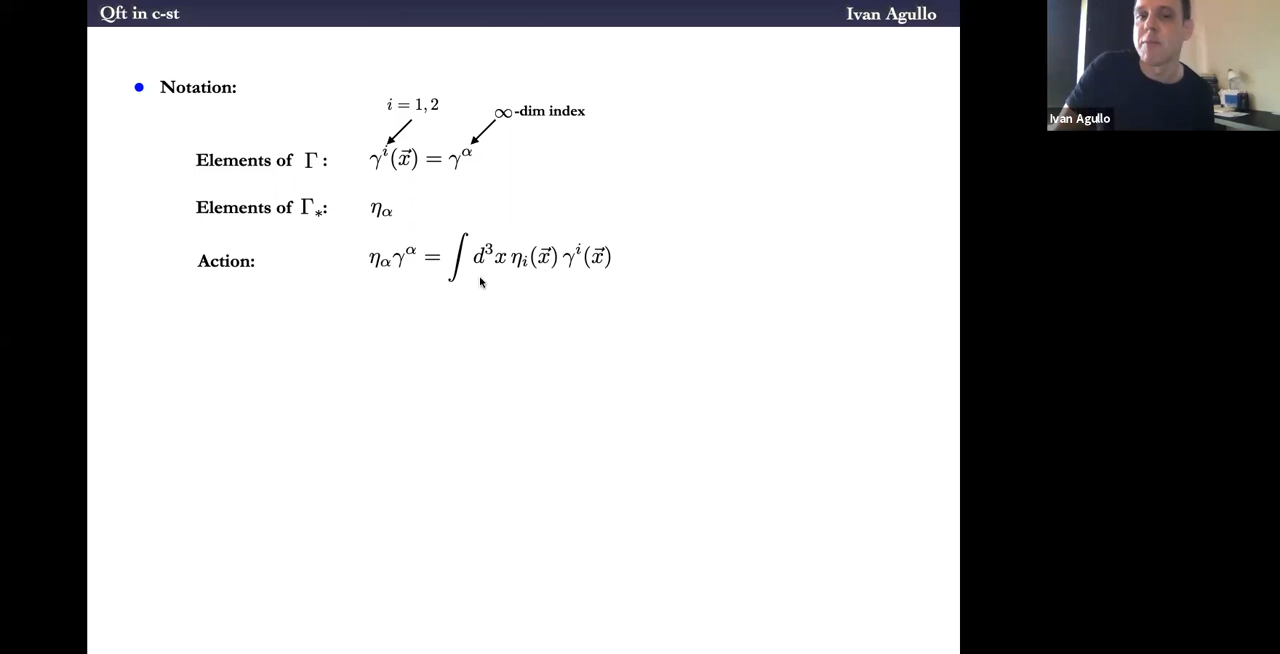 Qft in c-st
Ivan Agullo
Notation:
i = 1, 2
∞-dim index
Elements of Γ : γ^i(x⃗) = γ^α
Elements of Γ_*: η_α
Action: η_α γ^α = ∫ d^3x η_i(x⃗) γ^i(x⃗)
Ivan Agullo